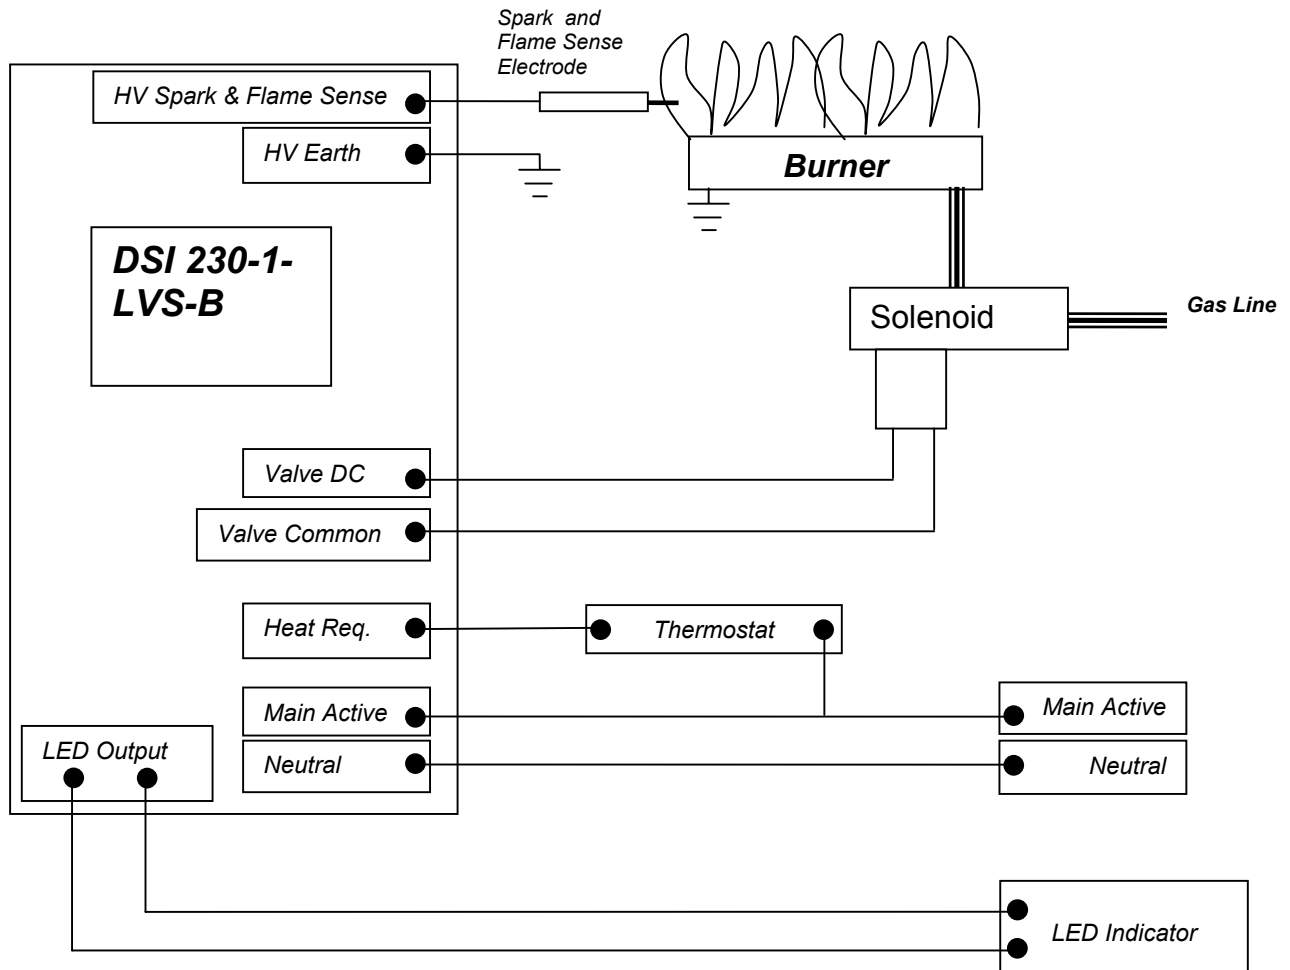 Spark and
Flame Sense
Electrode
HV Spark & Flame Sense
HV Earth
Burner
DSI 230-1-
LVS-B
Solenoid
Gas Line
Valve DC
Valve Common
Heat Req.
Thermostat
Main Active
Main Active
LED Output
Neutral
Neutral
LED Indicator